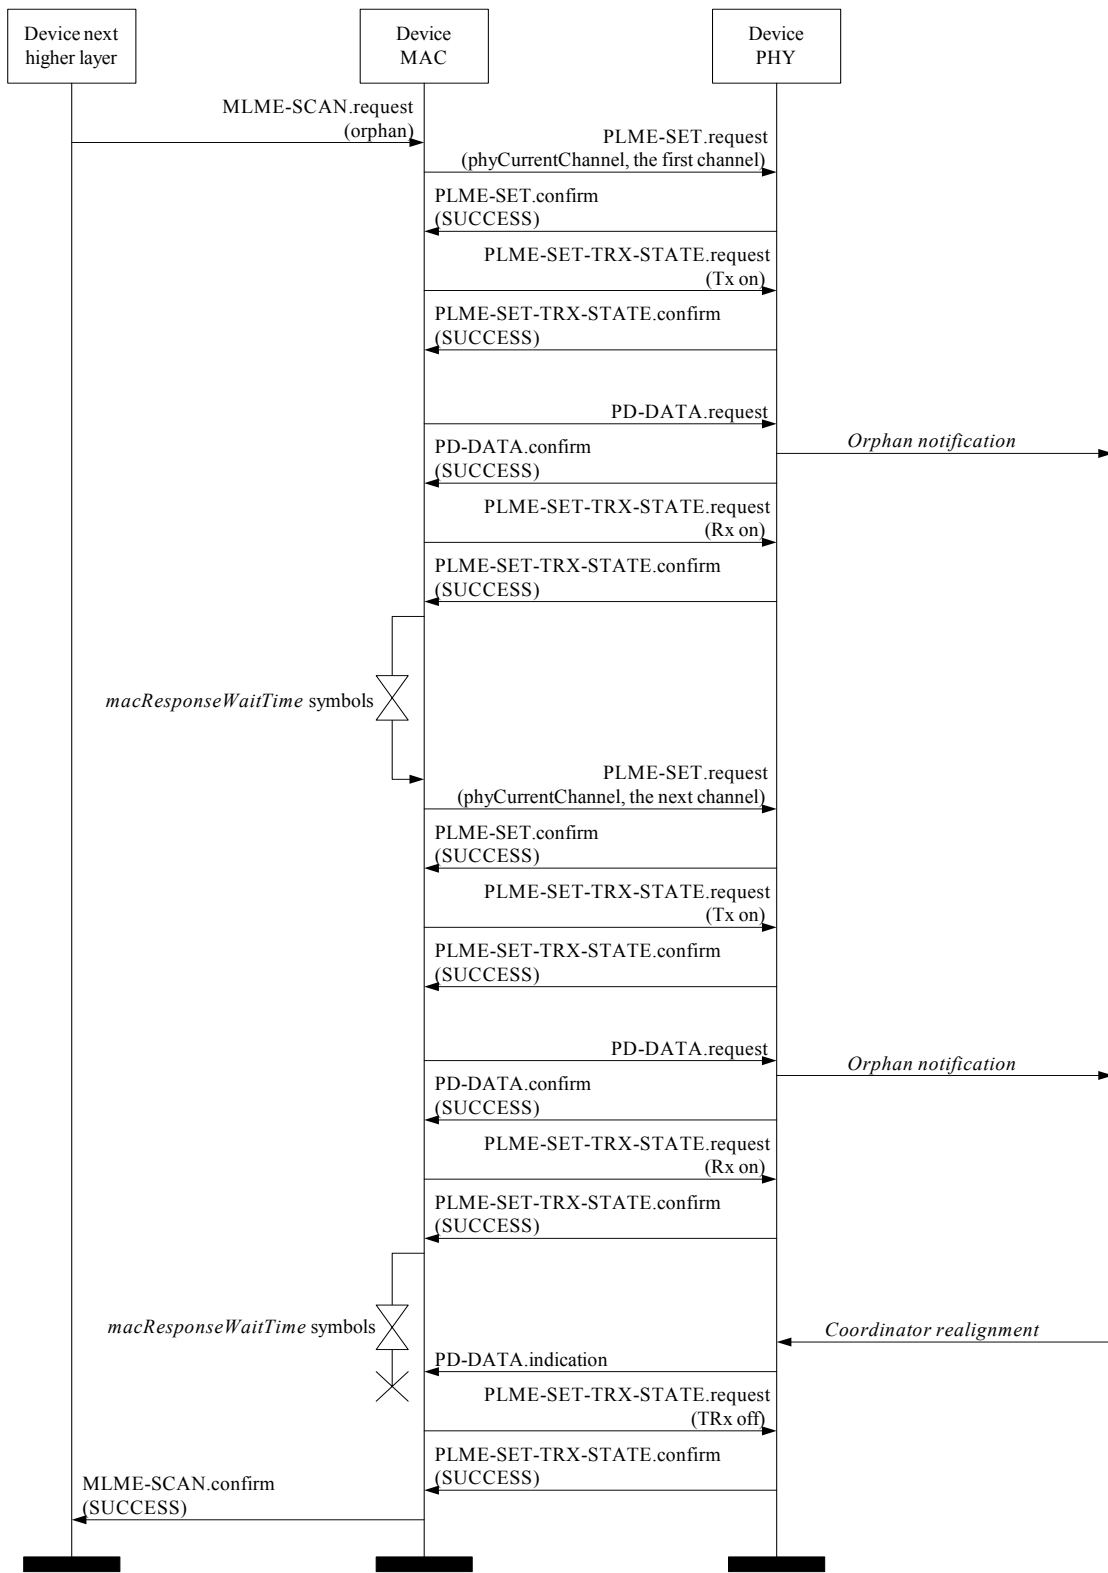 Device next
higher layer
Device
MAC
Device
PHY
MLME-SCAN.request
(orphan)
PLME-SET.request
(phyCurrentChannel, the first channel)
PLME-SET.confirm
(SUCCESS)
PLME-SET-TRX-STATE.request
(Tx on)
PLME-SET-TRX-STATE.confirm
(SUCCESS)
PD-DATA.request
Orphan notification
PD-DATA.confirm
(SUCCESS)
PLME-SET-TRX-STATE.request
(Rx on)
PLME-SET-TRX-STATE.confirm
(SUCCESS)
macResponseWaitTime symbols
PLME-SET.request
(phyCurrentChannel, the next channel)
PLME-SET.confirm
(SUCCESS)
PLME-SET-TRX-STATE.request
(Tx on)
PLME-SET-TRX-STATE.confirm
(SUCCESS)
PD-DATA.request
Orphan notification
PD-DATA.confirm
(SUCCESS)
PLME-SET-TRX-STATE.request
(Rx on)
PLME-SET-TRX-STATE.confirm
(SUCCESS)
macResponseWaitTime symbols
Coordinator realignment
PD-DATA.indication
PLME-SET-TRX-STATE.request
(TRx off)
PLME-SET-TRX-STATE.confirm
(SUCCESS)
MLME-SCAN.confirm
(SUCCESS)